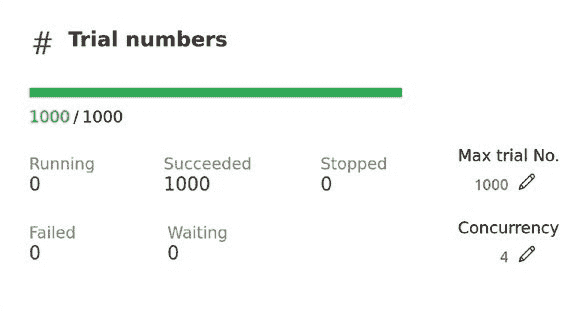 # Trial numbers
1000 / 1000
Running Succeeded Stopped
0 1000 0
Failed Waiting
0 0
Max trial No.
1000
Concurrency
4